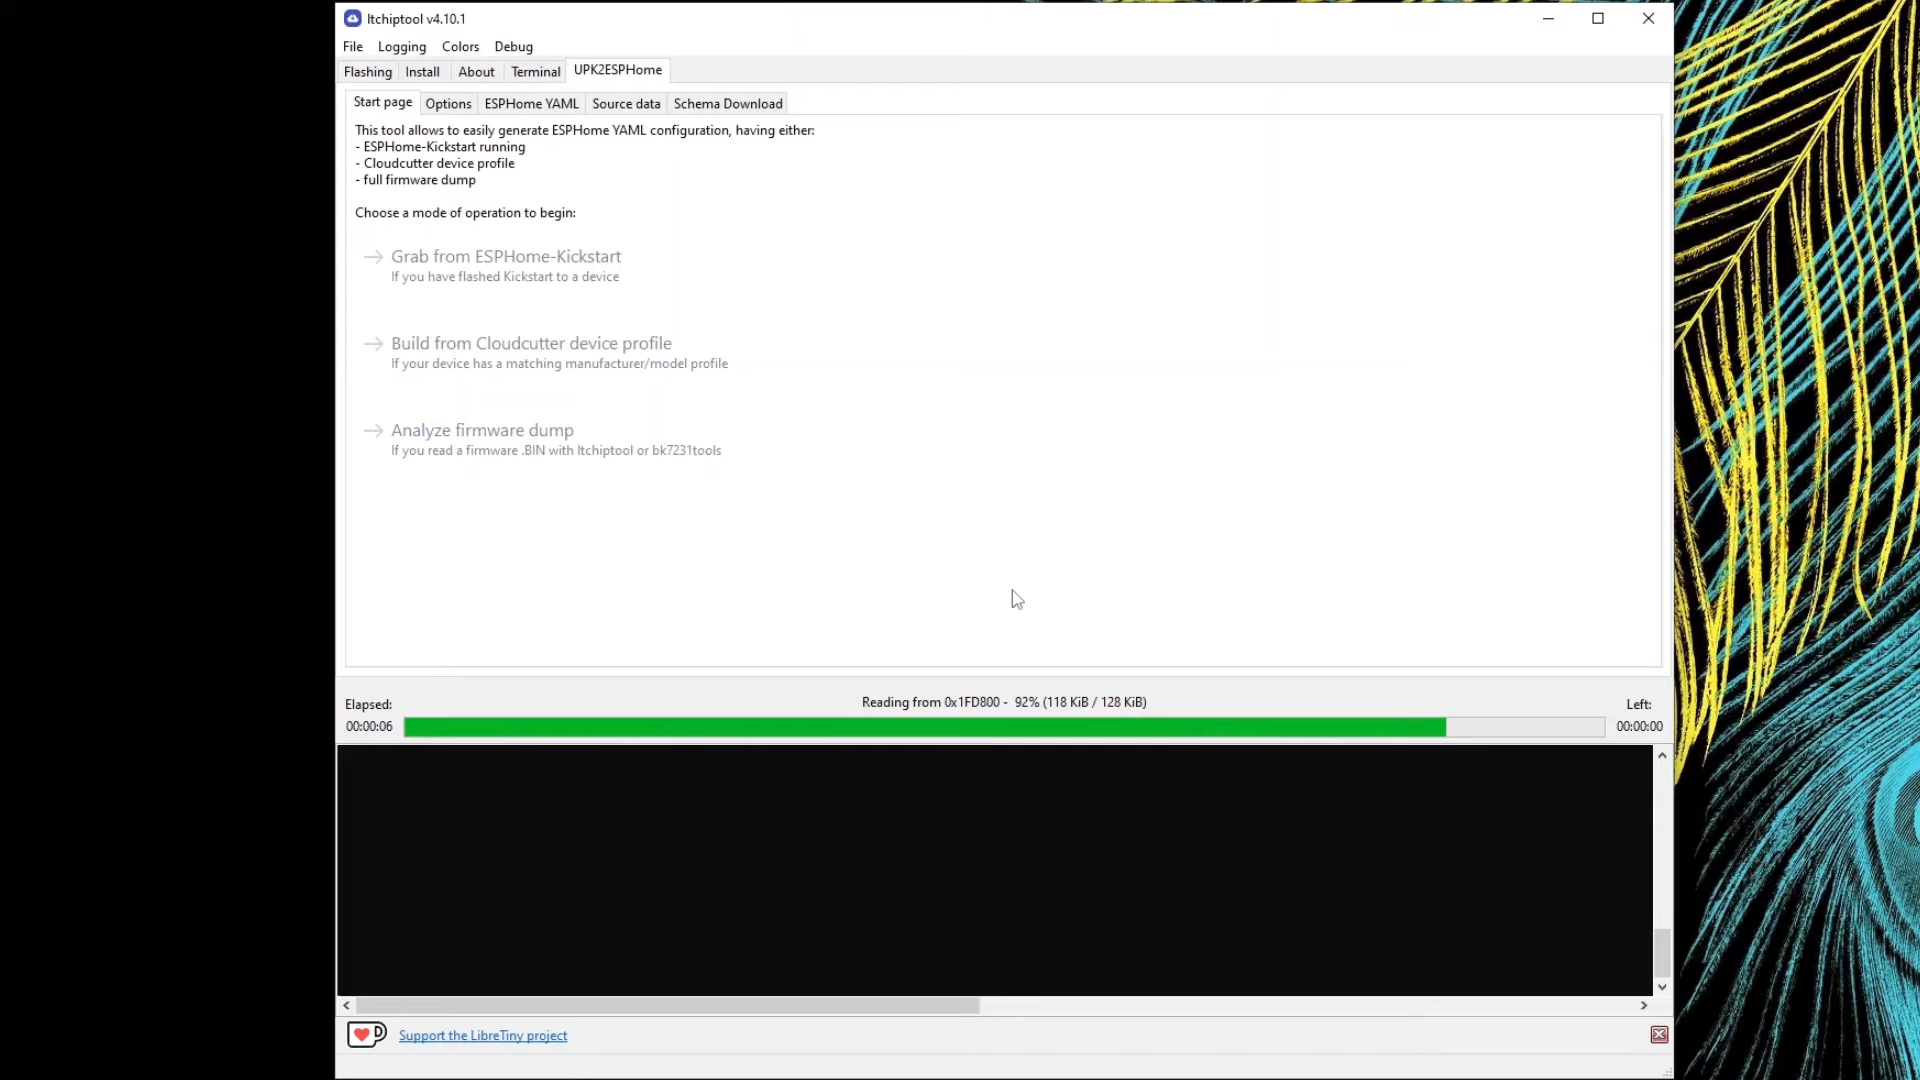 ltchiptool v4.10.1
File Logging Colors Debug
Flashing Install About Terminal UPK2ESPHome
Start page Options ESPHome YAML Source data Schema Download
This tool allows to easily generate ESPHome YAML configuration, having either:
- ESPHome-Kickstart running
- Cloudcutter device profile
- full firmware dump
Choose a mode of operation to begin:
Grab from ESPHome-Kickstart
If you have flashed Kickstart to a device
Build from Cloudcutter device profile
If your device has a matching manufacturer/model profile
Analyze firmware dump
If you read a firmware .BIN with ltchiptool or bk7231tools
Elapsed: Reading from 0x1FD800 - 92% (118 KiB / 128 KiB) Left:
00:00:06 00:00:00
Support the LibreTiny project